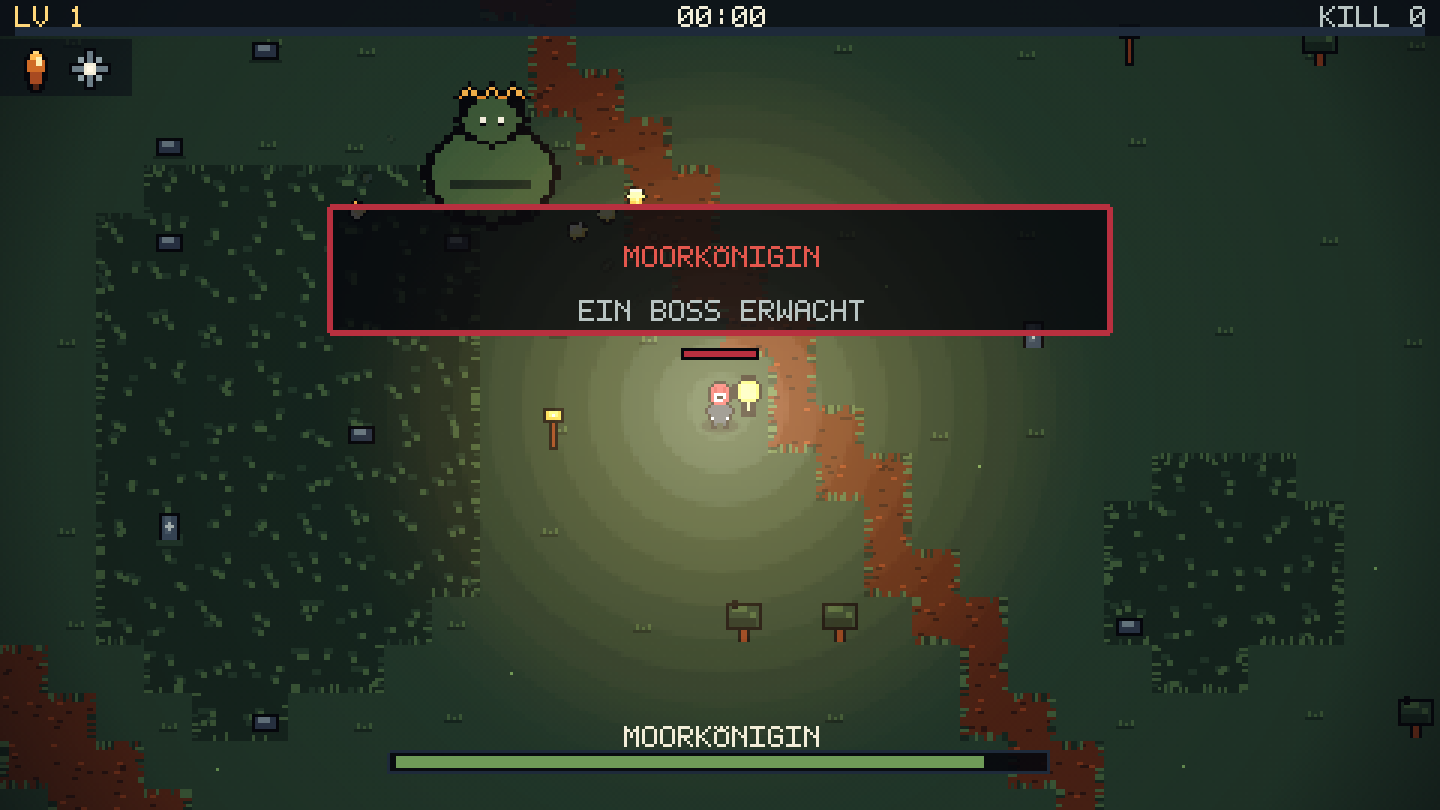 LV 1
00:00
KILL 0
MOORKÖNIGIN
EIN BOSS ERWACHT
MOORKÖNIGIN